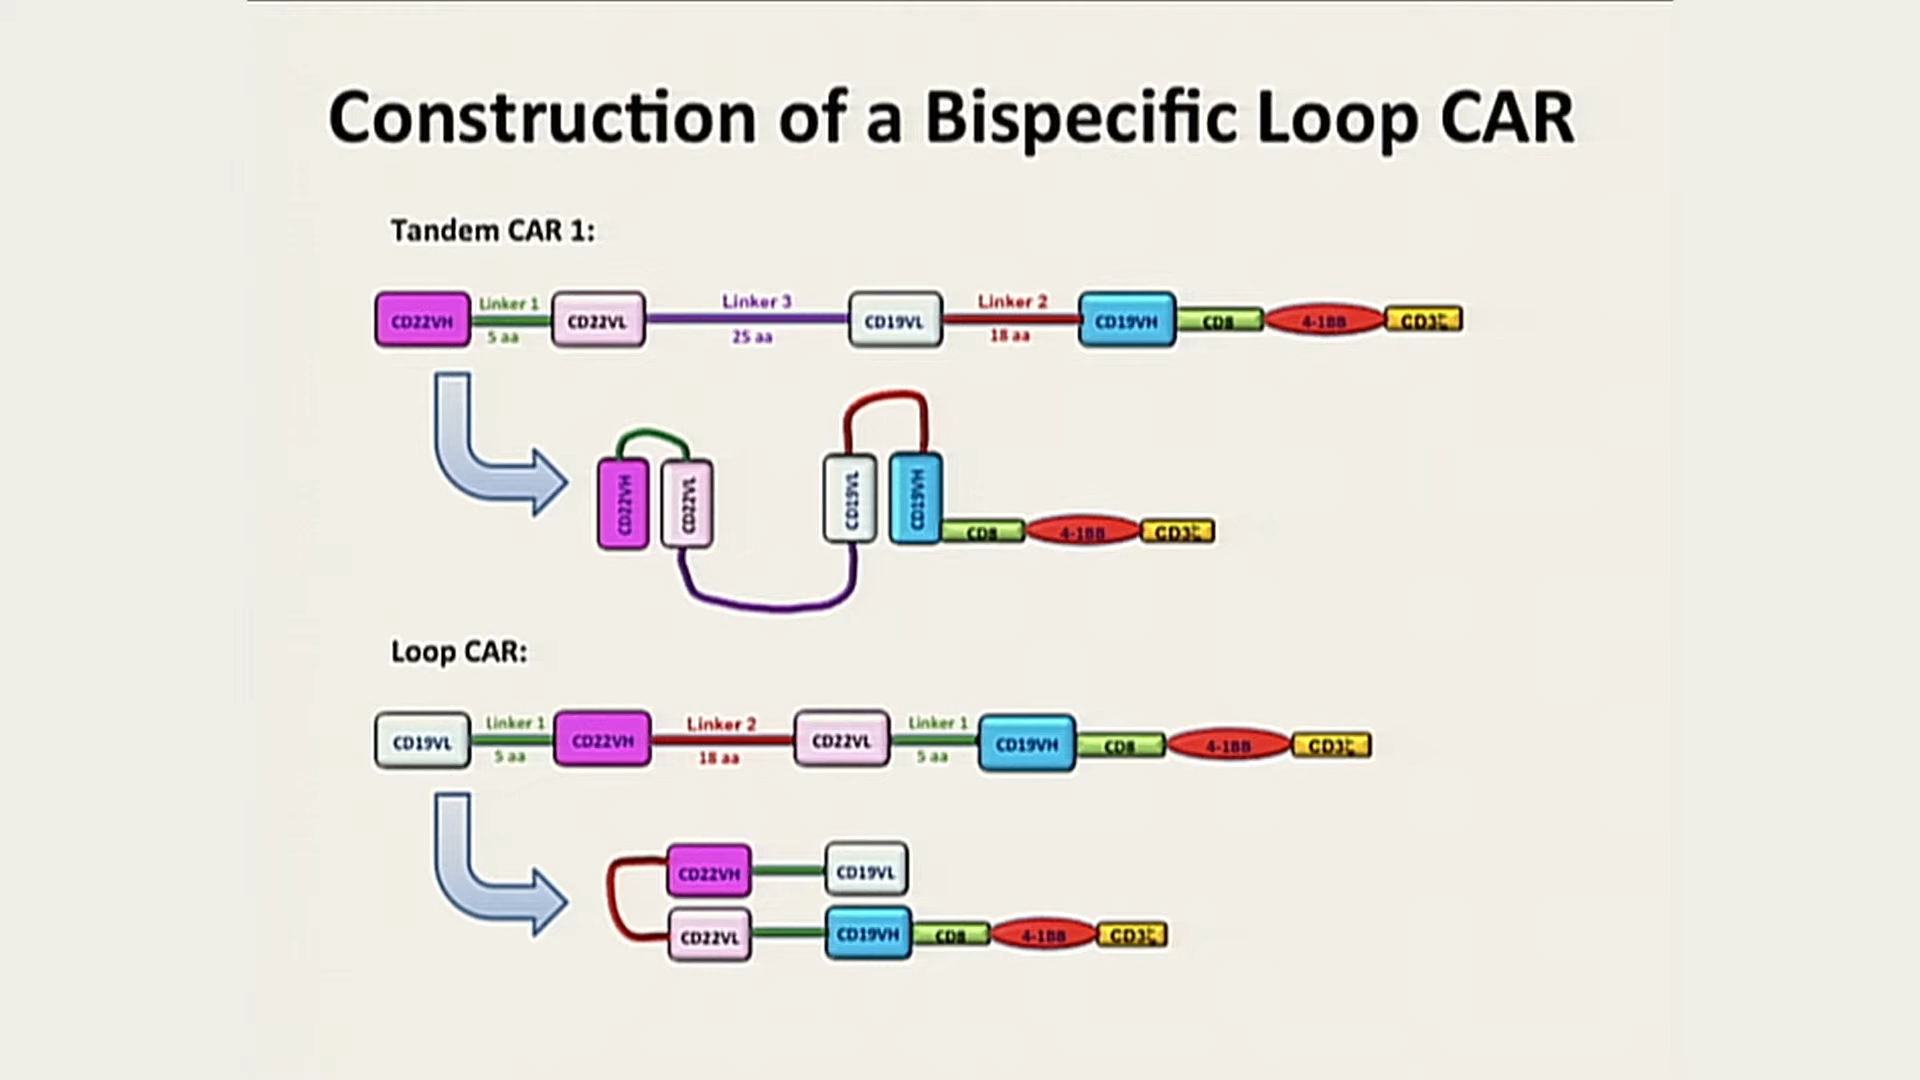 Construction of a Bispecific Loop CAR
Tandem CAR 1:
CD22VH Linker 1 5 aa CD22VL Linker 3 25 aa CD19VL Linker 2 18 aa CD19VH CD8 4-1BB CD3ζ
CD22VH CD22VL CD19VL CD19VH CD8 4-1BB CD3ζ
Loop CAR:
CD19VL Linker 1 5 aa CD22VH Linker 2 18 aa CD22VL Linker 1 5 aa CD19VH CD8 4-1BB CD3ζ
CD22VH CD19VL
CD22VL CD19VH CD8 4-1BB CD3ζ